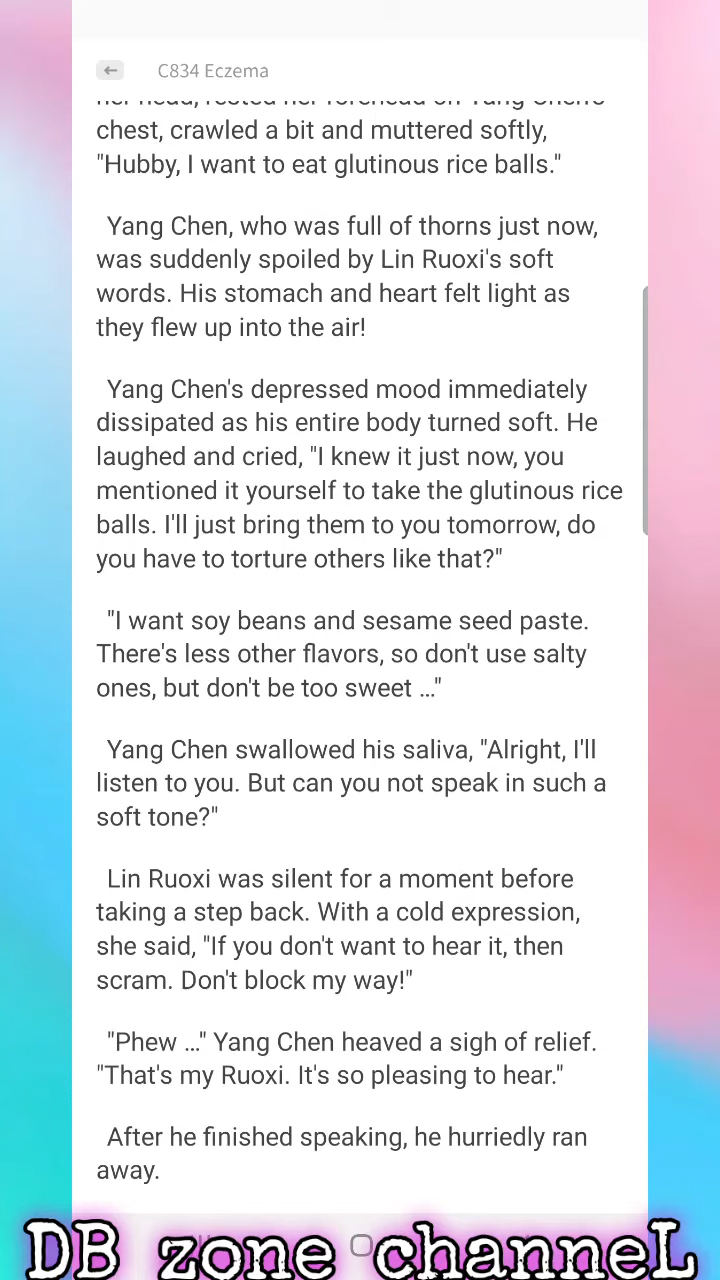 C834 Eczema
her head, rested her forehead on Yang Chen's
chest, crawled a bit and muttered softly,
"Hubby, I want to eat glutinous rice balls."
Yang Chen, who was full of thorns just now,
was suddenly spoiled by Lin Ruoxi's soft
words. His stomach and heart felt light as
they flew up into the air!
Yang Chen's depressed mood immediately
dissipated as his entire body turned soft. He
laughed and cried, "I knew it just now, you
mentioned it yourself to take the glutinous rice
balls. I'll just bring them to you tomorrow, do
you have to torture others like that?"
"I want soy beans and sesame seed paste.
There's less other flavors, so don't use salty
ones, but don't be too sweet ..."
Yang Chen swallowed his saliva, "Alright, I'll
listen to you. But can you not speak in such a
soft tone?"
Lin Ruoxi was silent for a moment before
taking a step back. With a cold expression,
she said, "If you don't want to hear it, then
scram. Don't block my way!"
"Phew ..." Yang Chen heaved a sigh of relief.
"That's my Ruoxi. It's so pleasing to hear."
After he finished speaking, he hurriedly ran
away.
DB zone channeL